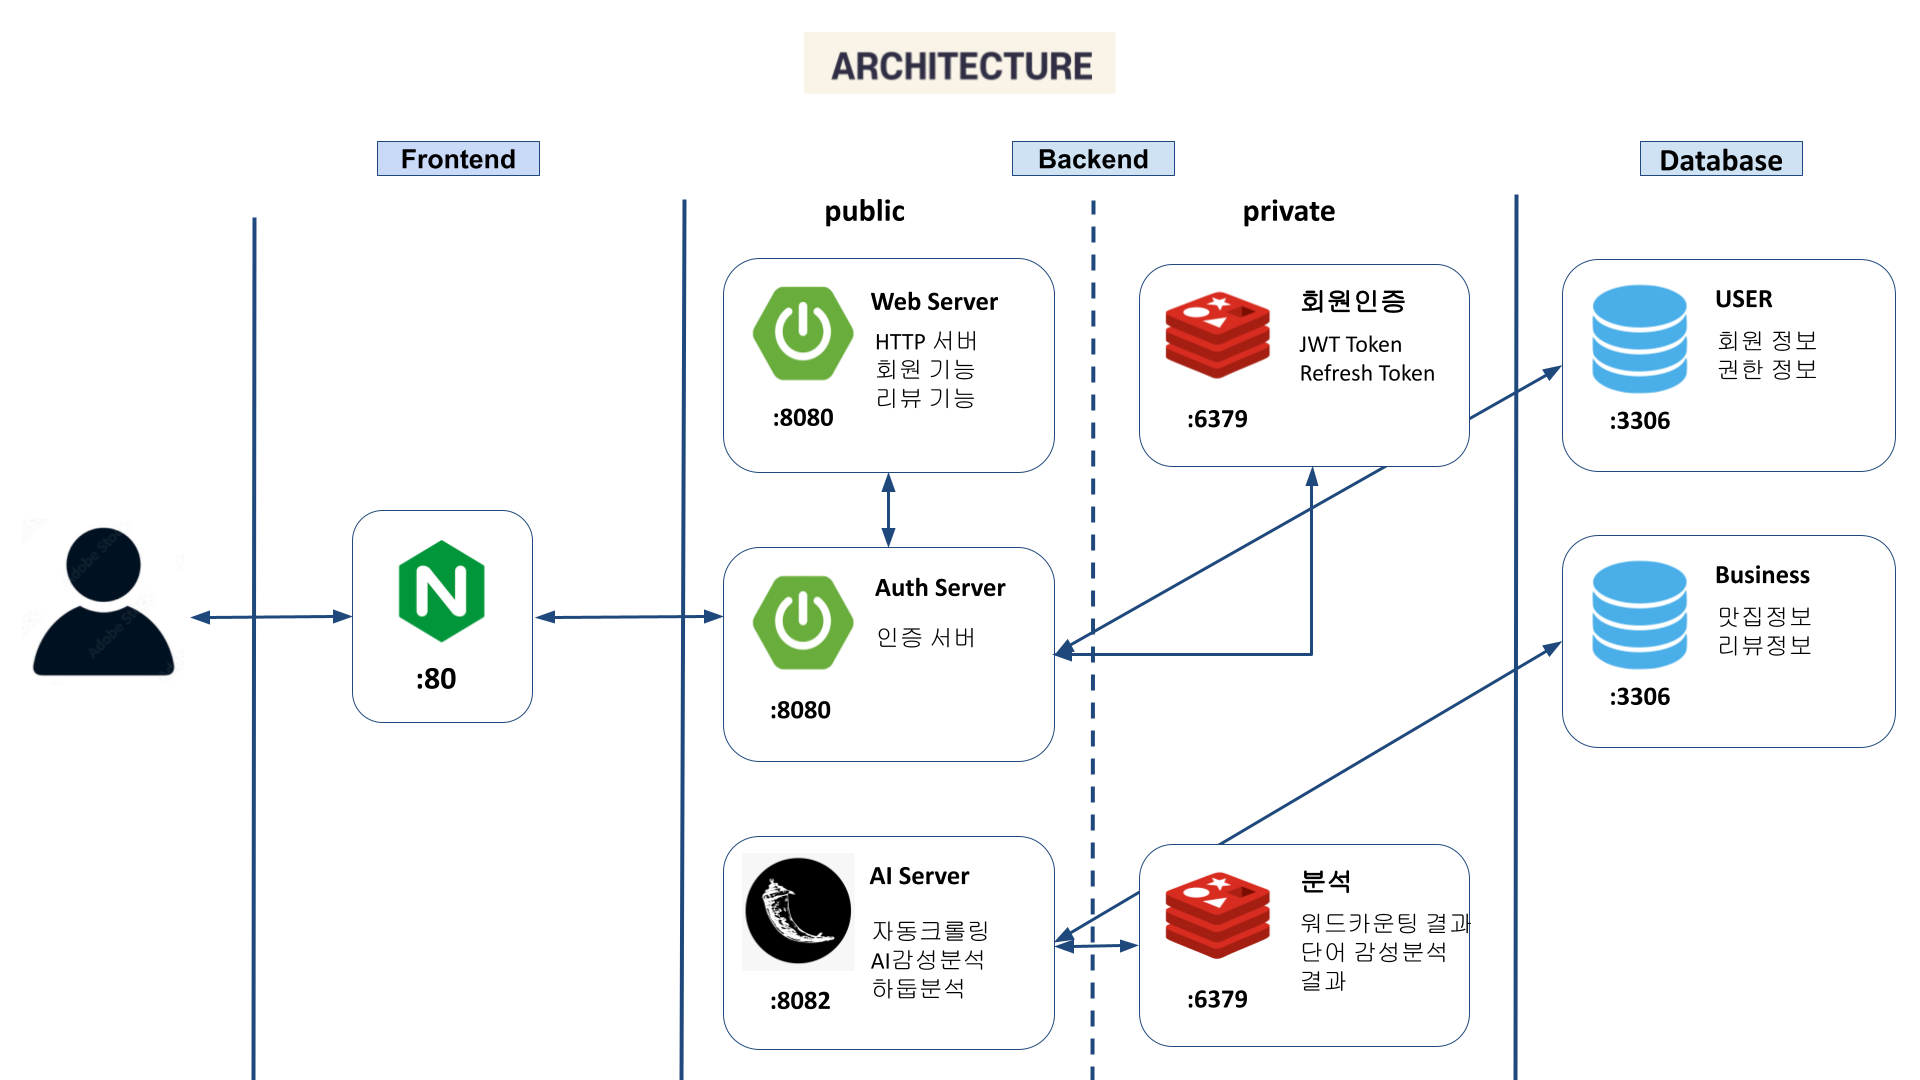 ARCHITECTURE
Frontend
Backend
Database
public
private
Web Server
HTTP 서버
회원 기능
리뷰 기능
:8080
회원인증
JWT Token
Refresh Token
:6379
USER
회원 정보
권한 정보
:3306
N
:80
Auth Server
인증 서버
:8080
Business
맛집정보
리뷰정보
:3306
AI Server
자동크롤링
AI감성분석
하둡분석
:8082
분석
워드카운팅 결과
단어 감성분석
결과
:6379